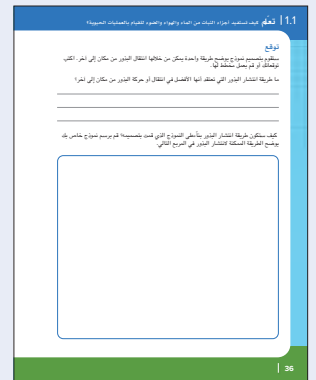 1.1 | تعلّم كيف تستفيد أجزاء النبات من الماء والهواء والضوء للقيام بالعمليات الحيوية؟
توقع
ستقوم بتصميم نموذج يوضح طريقة واحدة يمكن من خلالها انتقال البذور من مكان إلى آخر. اكتب
توقعاتك أو قم بعمل مخطط لها.
ما طريقة انتشار البذور التي تعتقد أنها الأفضل في انتقال أو حركة البذور من مكان إلى آخر؟
كيف ستكون طريقة انتشار البذور بناءً على النموذج الذي قمت بتصميمه؟ قم برسم نموذج خاص بك
يوضح الطريقة الممكنة لانتشار البذور في المربع التالي.
36